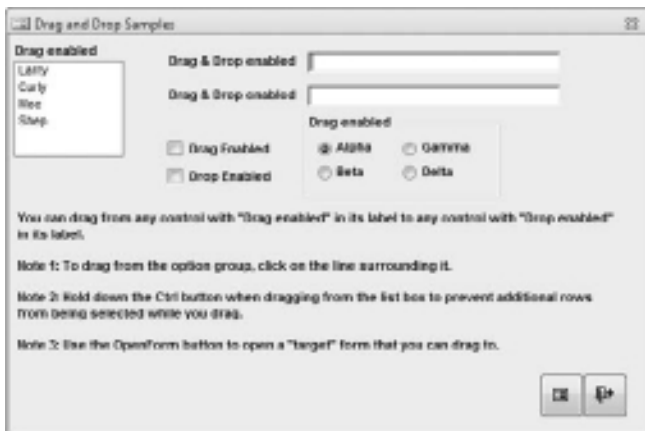 Drag and Drop Samples
Drag enabled
Larry
Curly
Moe
Shep
Drag & Drop enabled
Drag & Drop enabled
Drag enabled
Drag Enabled
Alpha
Gamma
Drop Enabled
Beta
Delta
You can drag from any control with "Drag enabled" in its label to any control with "Drop enabled"
in its label.
Note 1: To drag from the option group, click on the line surrounding it.
Note 2: Hold down the Ctrl button when dragging from the list box to prevent additional rows
from being selected while you drag.
Note 3: Use the OpenForm button to open a "target" form that you can drag to.